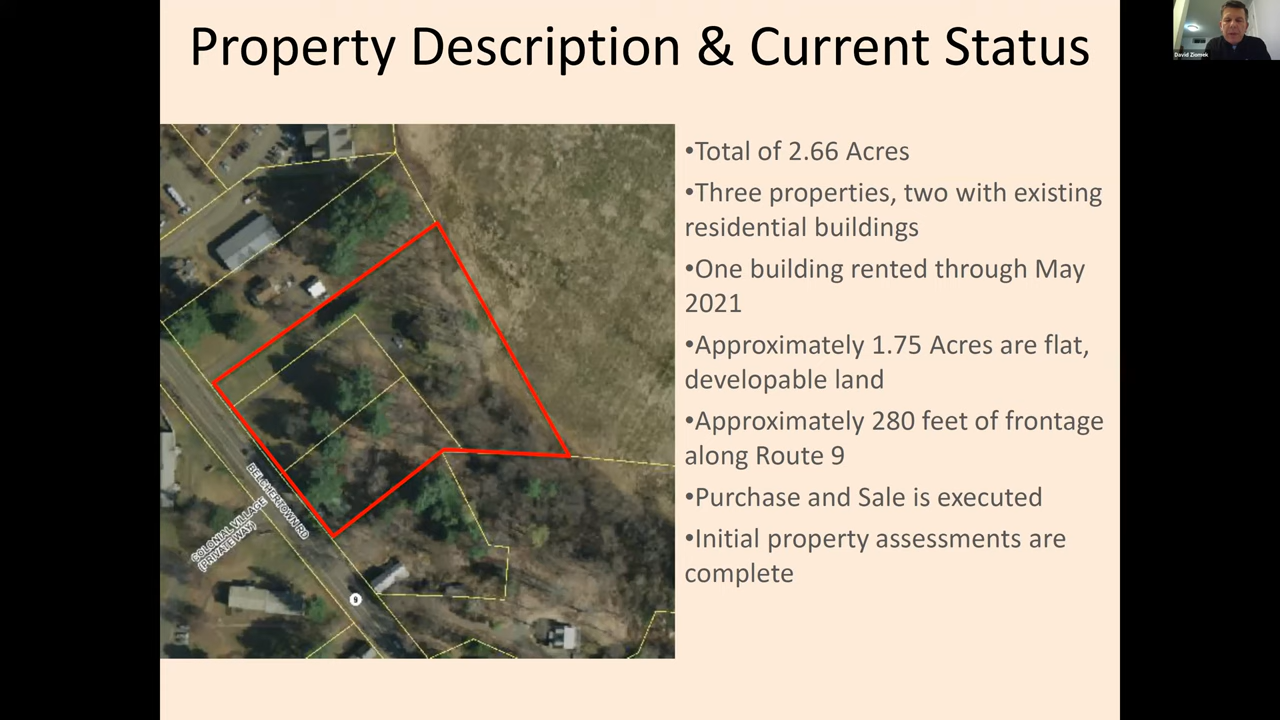 Property Description & Current Status
David Ziomek
•Total of 2.66 Acres
•Three properties, two with existing
residential buildings
•One building rented through May
2021
•Approximately 1.75 Acres are flat,
developable land
•Approximately 280 feet of frontage
along Route 9
•Purchase and Sale is executed
•Initial property assessments are
complete
BELCHERTOWN RD
COLONIAL VILLAGE
(PRIVATE WAY)
9